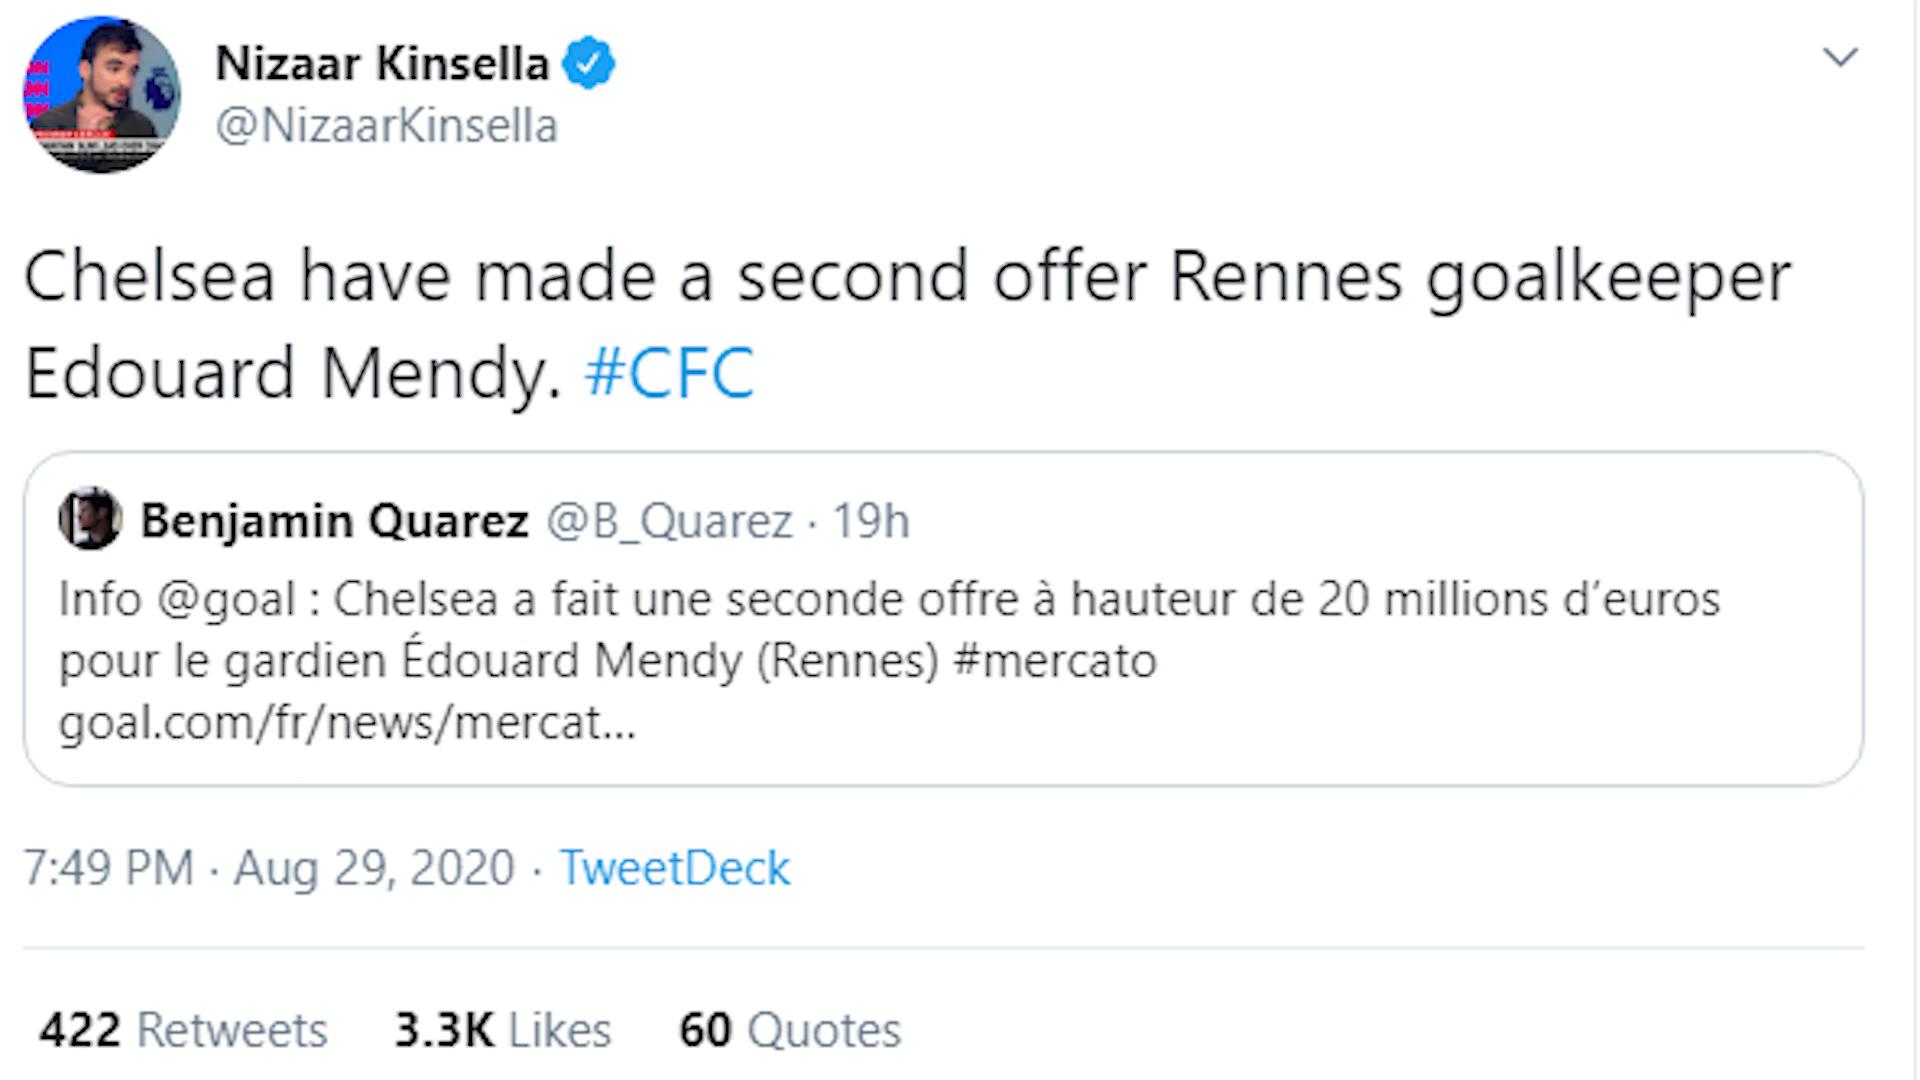 Nizaar Kinsella
@NizaarKinsella
Chelsea have made a second offer Rennes goalkeeper
Edouard Mendy. #CFC
Benjamin Quarez @B_Quarez · 19h
Info @goal : Chelsea a fait une seconde offre à hauteur de 20 millions d’euros
pour le gardien Édouard Mendy (Rennes) #mercato
goal.com/fr/news/mercat...
7:49 PM · Aug 29, 2020 · TweetDeck
422 Retweets 3.3K Likes 60 Quotes